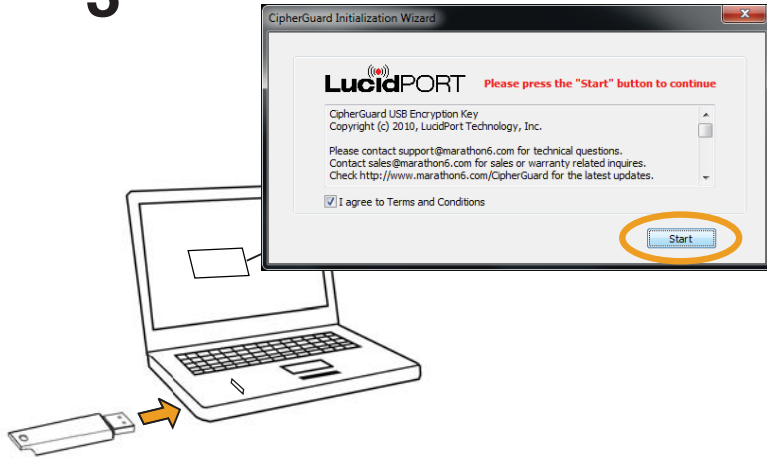 CipherGuard Initialization Wizard
LucidPORT Please press the "Start" button to continue
CipherGuard USB Encryption Key
Copyright (c) 2010, LucidPort Technology, Inc.
Please contact support@marathon6.com for technical questions.
Contact sales@marathon6.com for sales or warranty related inquires.
Check http://www.marathon6.com/CipherGuard for the latest updates.
I agree to Terms and Conditions
Start